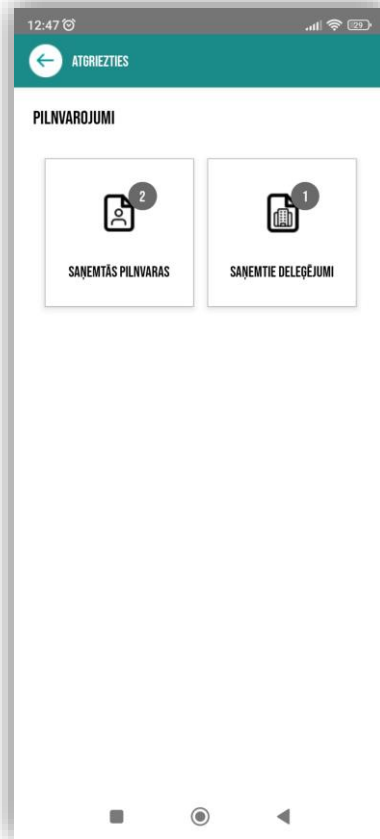 12:47
29
ATGRIEZTIES
PILNVAROJUMI
2
1
SAŅEMTĀS PILNVARAS
SAŅEMTIE DELEĢĒJUMI